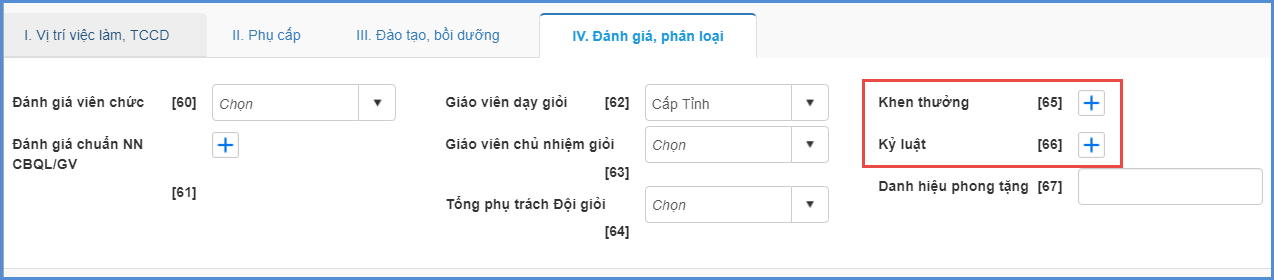 I. Vị trí việc làm, TCCD
II. Phụ cấp
III. Đào tạo, bồi dưỡng
IV. Đánh giá, phân loại
Đánh giá viên chức [60] Chọn
Đánh giá chuẩn NN
CBQL/GV
[61]
Giáo viên dạy giỏi [62] Cấp Tỉnh
Giáo viên chủ nhiệm giỏi Chọn
[63]
Tổng phụ trách Đội giỏi Chọn
[64]
Khen thưởng [65]
Kỷ luật [66]
Danh hiệu phong tặng [67]